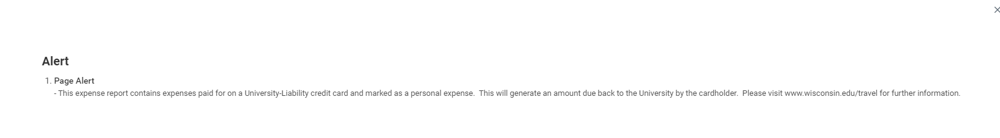 Alert
1. Page Alert
- This expense report contains expenses paid for on a University-Liability credit card and marked as a personal expense.  This will generate an amount due back to the University by the cardholder.  Please visit www.wisconsin.edu/travel for further information.